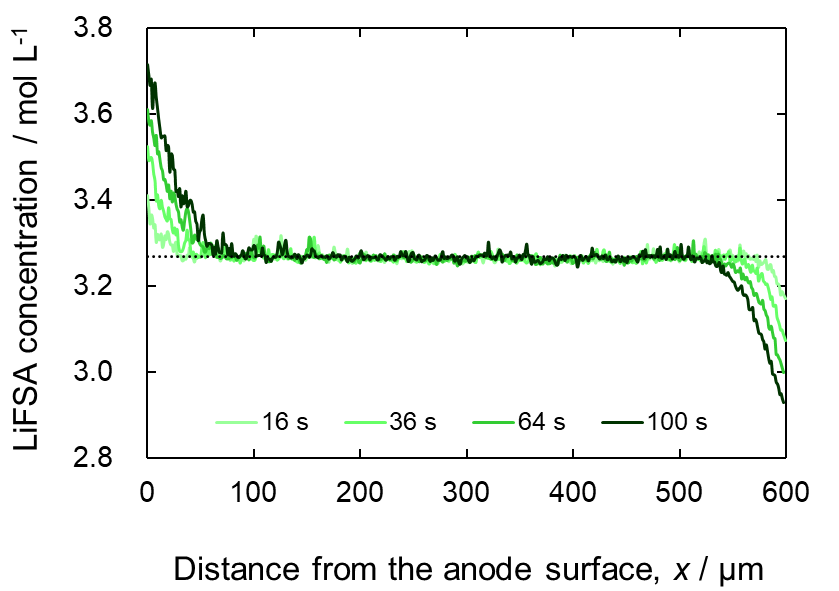 LiFSA concentration / mol L⁻¹
3.8
3.6
3.4
3.2
3.0
2.8
16 s 36 s 64 s 100 s
0 100 200 300 400 500 600
Distance from the anode surface, x / µm